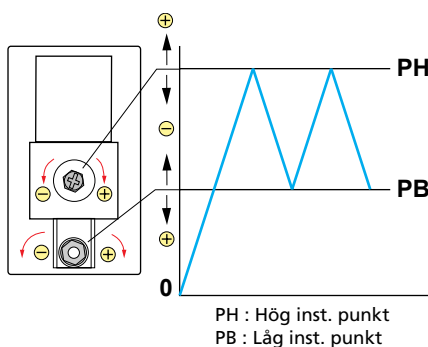 +
PH
−
− +
PB
− +
+
0
PH : Hög inst. punkt
PB : Låg inst. punkt